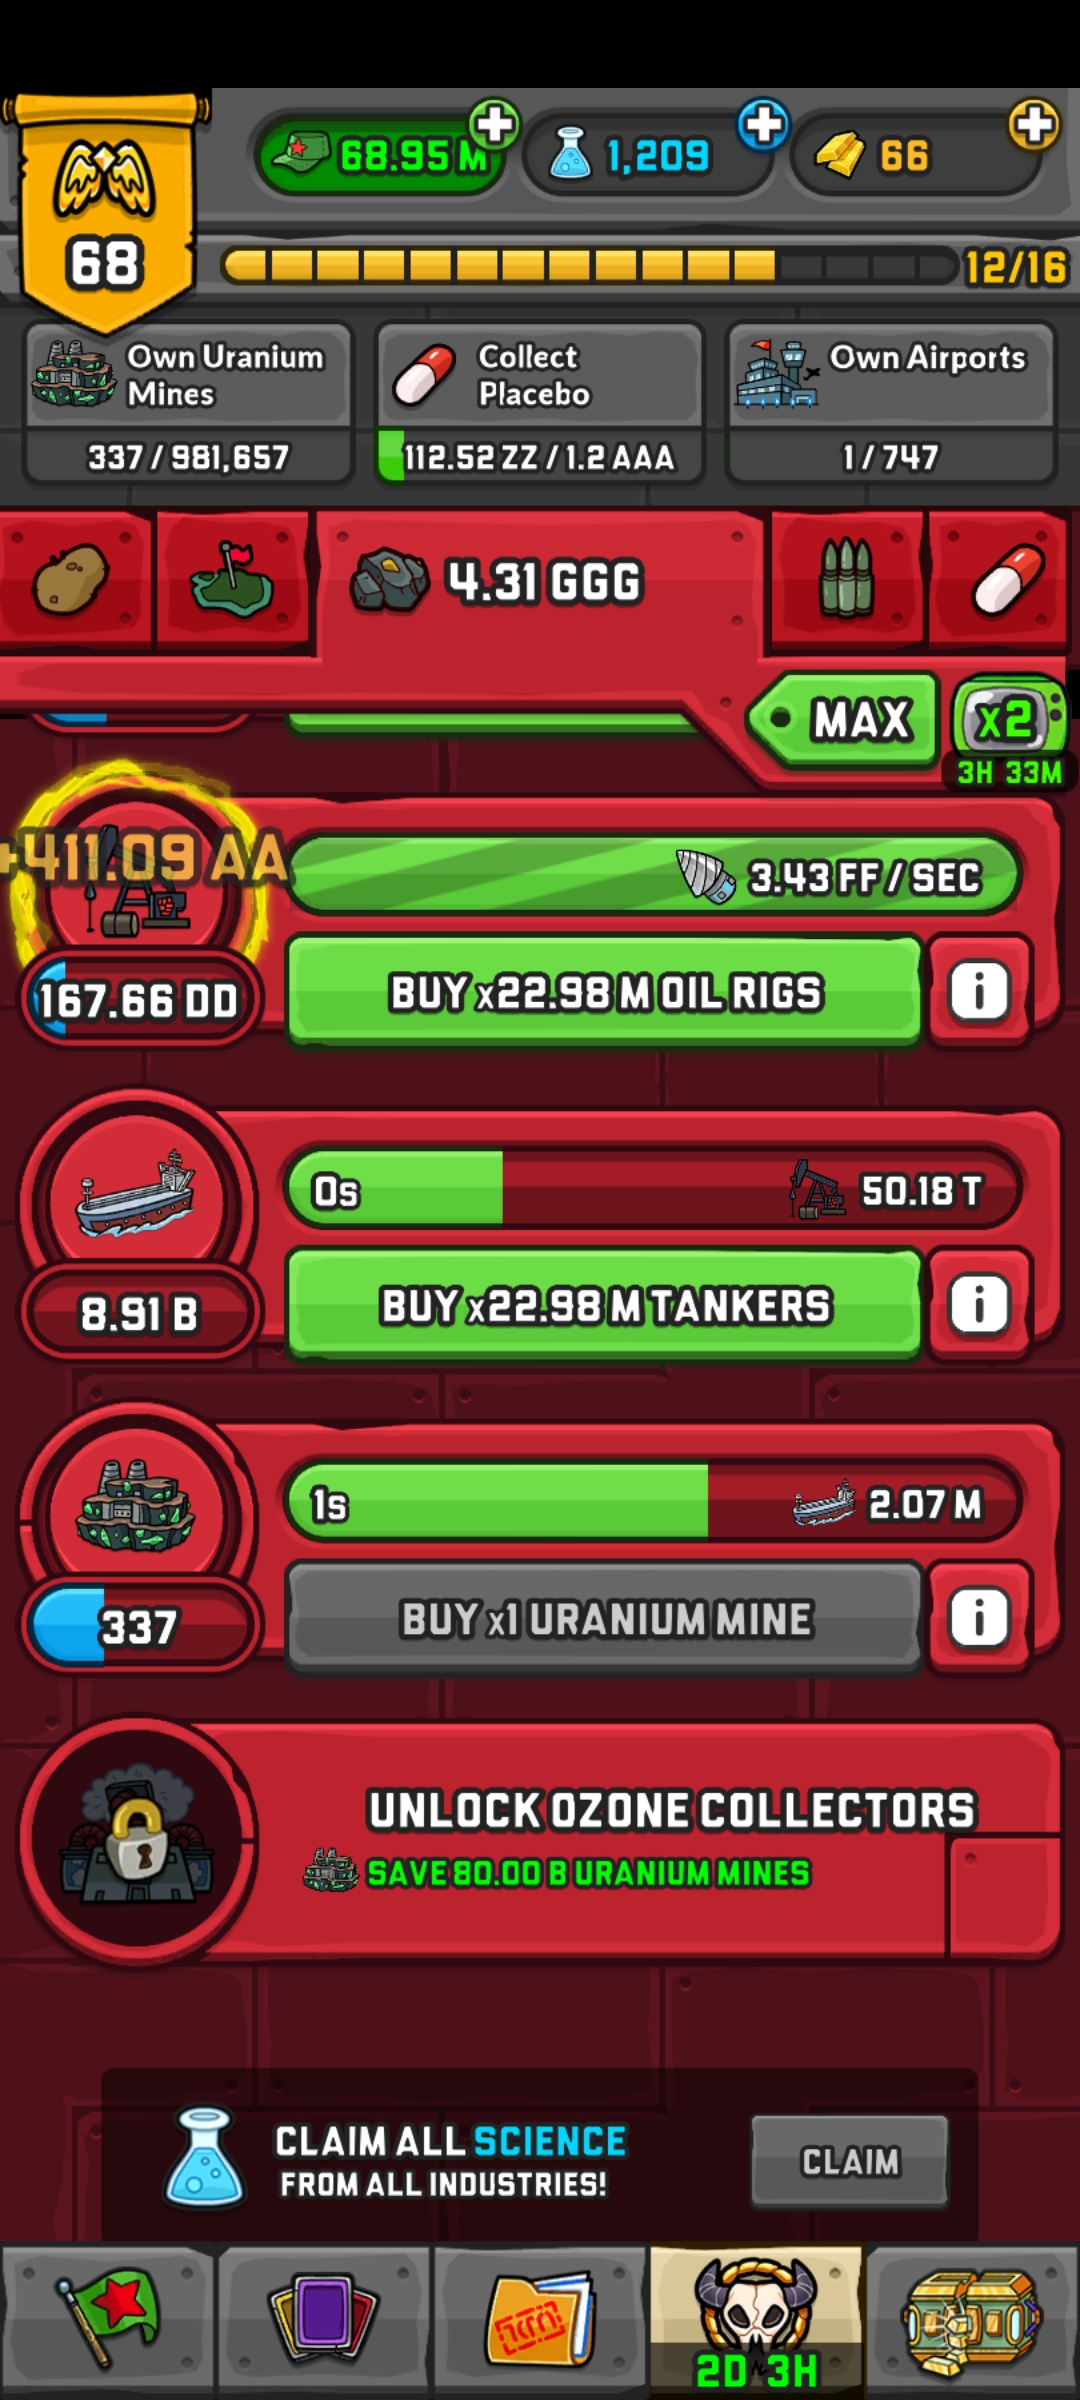 68.95 M
1,209
66
68
12/16
Own Uranium
Mines
337 / 981,657
Collect
Placebo
112.52 ZZ / 1.2 AAA
Own Airports
1 / 747
4.31 GGG
MAX
x2
3H 33M
+411.09 AA
3.43 FF / SEC
167.66 DD
BUY x22.98 M OIL RIGS
i
0s
50.18 T
8.91 B
BUY x22.98 M TANKERS
i
1s
2.07 M
337
BUY x1 URANIUM MINE
i
UNLOCK OZONE COLLECTORS
SAVE 80.00 B URANIUM MINES
CLAIM ALL SCIENCE
FROM ALL INDUSTRIES!
CLAIM
2D 3H